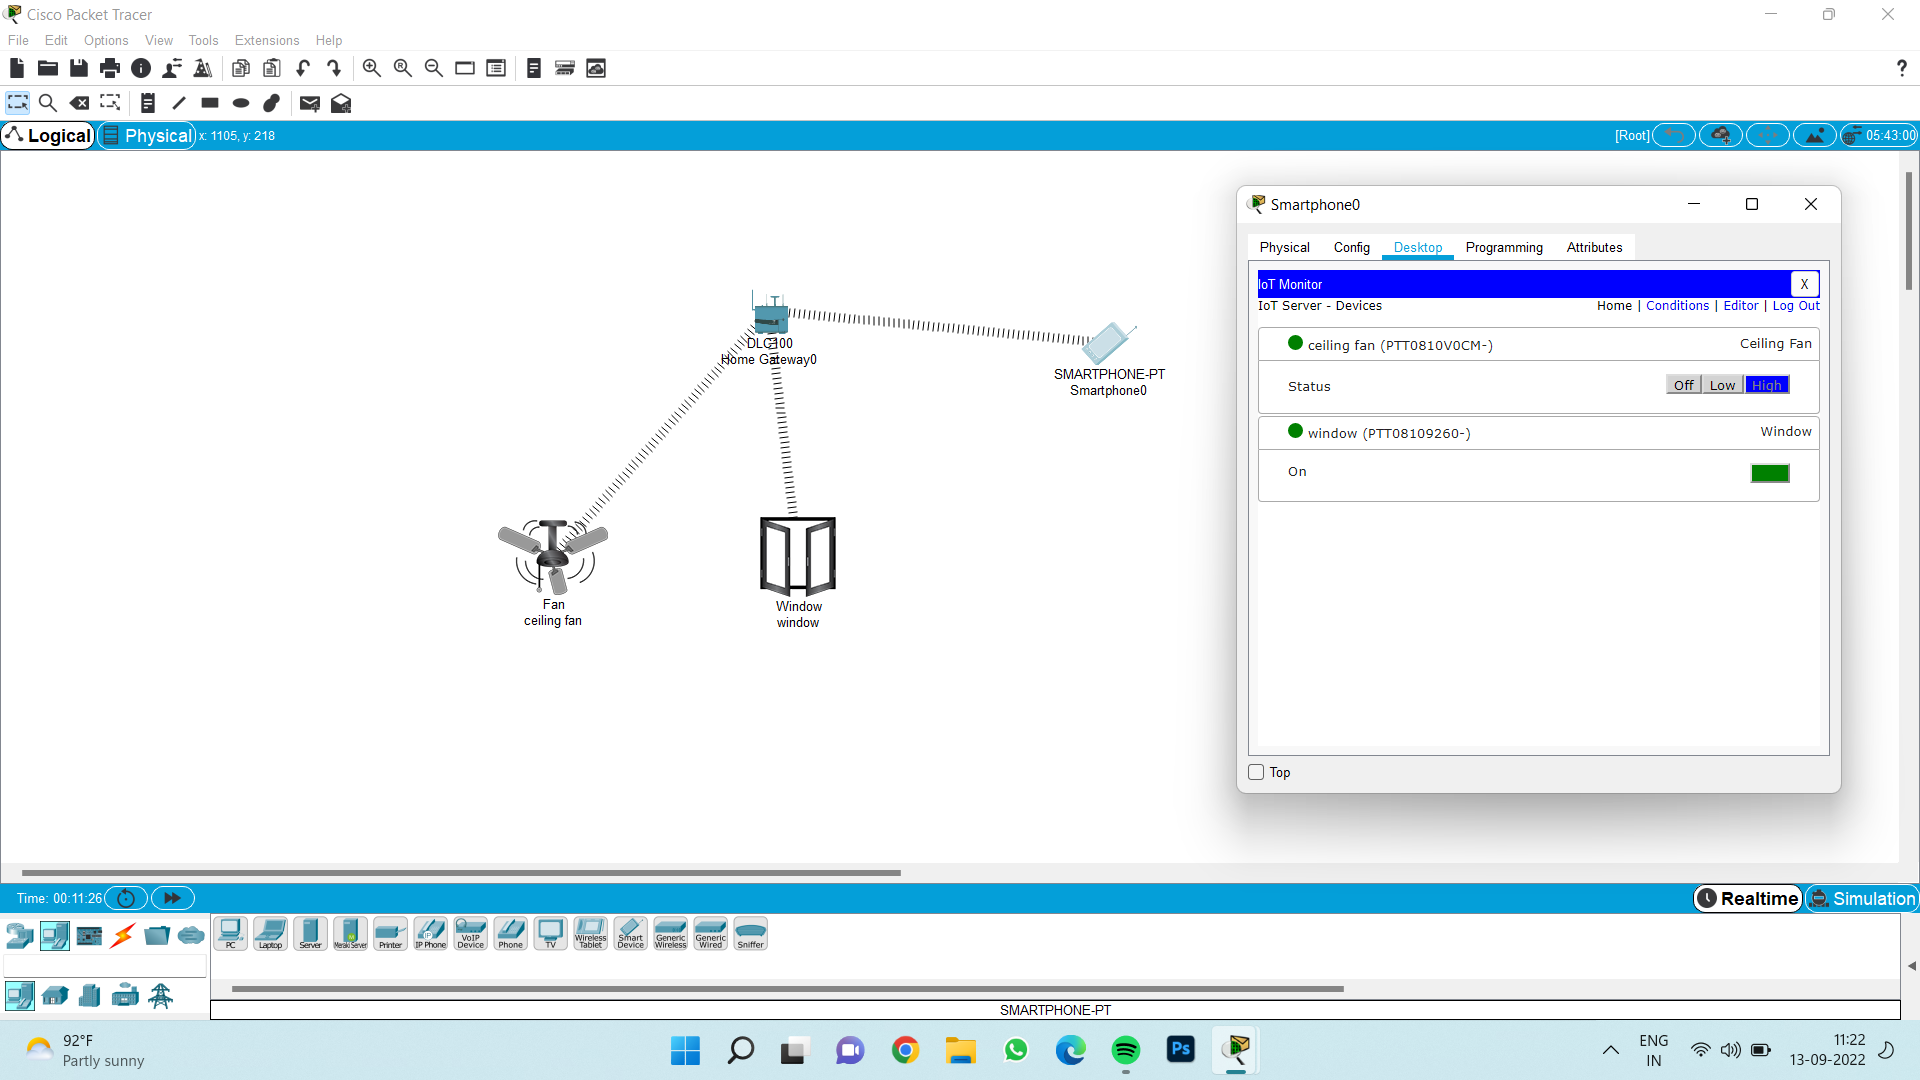 Cisco Packet Tracer
File Edit Options View Tools Extensions Help
?
Logical Physical x: 1105, y: 218 [Root] 05:43:00
DLC100
Home Gateway0
SMARTPHONE-PT
Smartphone0
Fan
ceiling fan
Window
window
Smartphone0
Physical Config Desktop Programming Attributes
IoT Monitor X
IoT Server - Devices Home | Conditions | Editor | Log Out
ceiling fan (PTT0810V0CM-) Ceiling Fan
Status Off Low High
window (PTT08109260-) Window
On
Top
Time: 00:11:26 Realtime Simulation
PC Laptop Server Meraki Server Printer IP Phone VoIP Device Phone TV Wireless Tablet Smart Device Generic Wireless Generic Wired Sniffer
SMARTPHONE-PT
92°F
Partly sunny
Ps
ENG
IN
11:22
13-09-2022